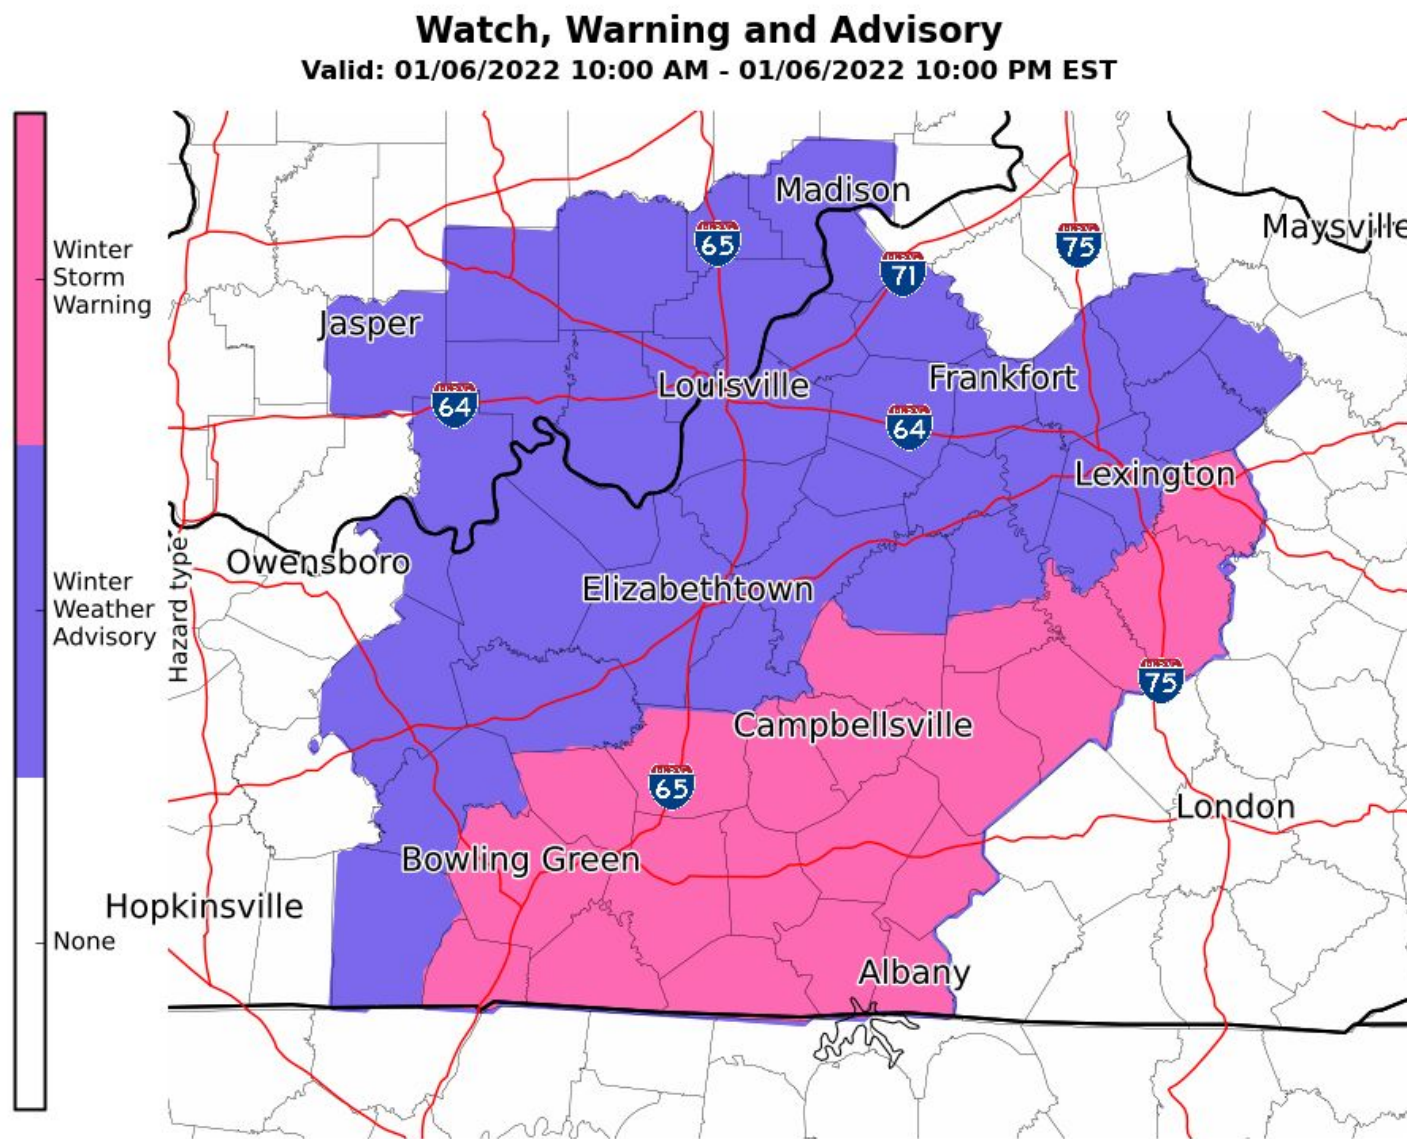 Watch, Warning and Advisory
Valid: 01/06/2022 10:00 AM - 01/06/2022 10:00 PM EST
Winter
Storm
Warning
Winter
Weather
Advisory
None
Hazard type
Madison
Maysville
65
71
75
Jasper
Louisville
Frankfort
64
64
Lexington
Owensboro
Elizabethtown
75
Campbellsville
65
London
Bowling Green
Hopkinsville
Albany